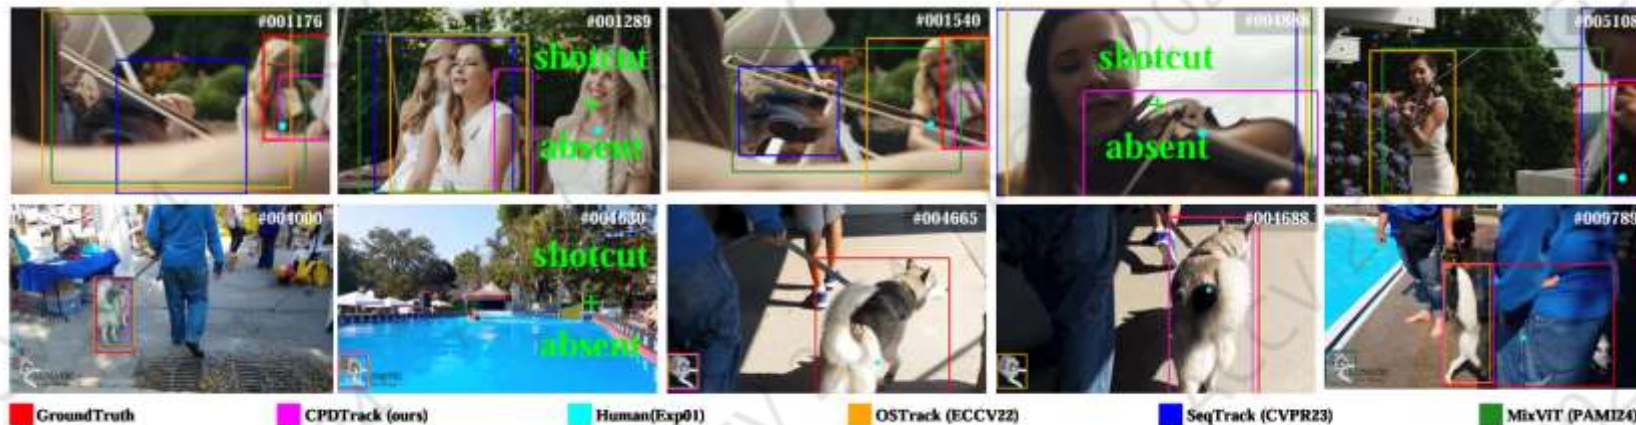 #001176
#001289
shotcut
+
absent
#001540
shotcut
+
absent
#005108
#004000
#004630
shotcut
+
absent
#004665
#004688
#009789
GroundTruth
CPDTrack (ours)
Human(Exp01)
OSTrack (ECCV22)
SeqTrack (CVPR23)
MixViT (PAMI24)